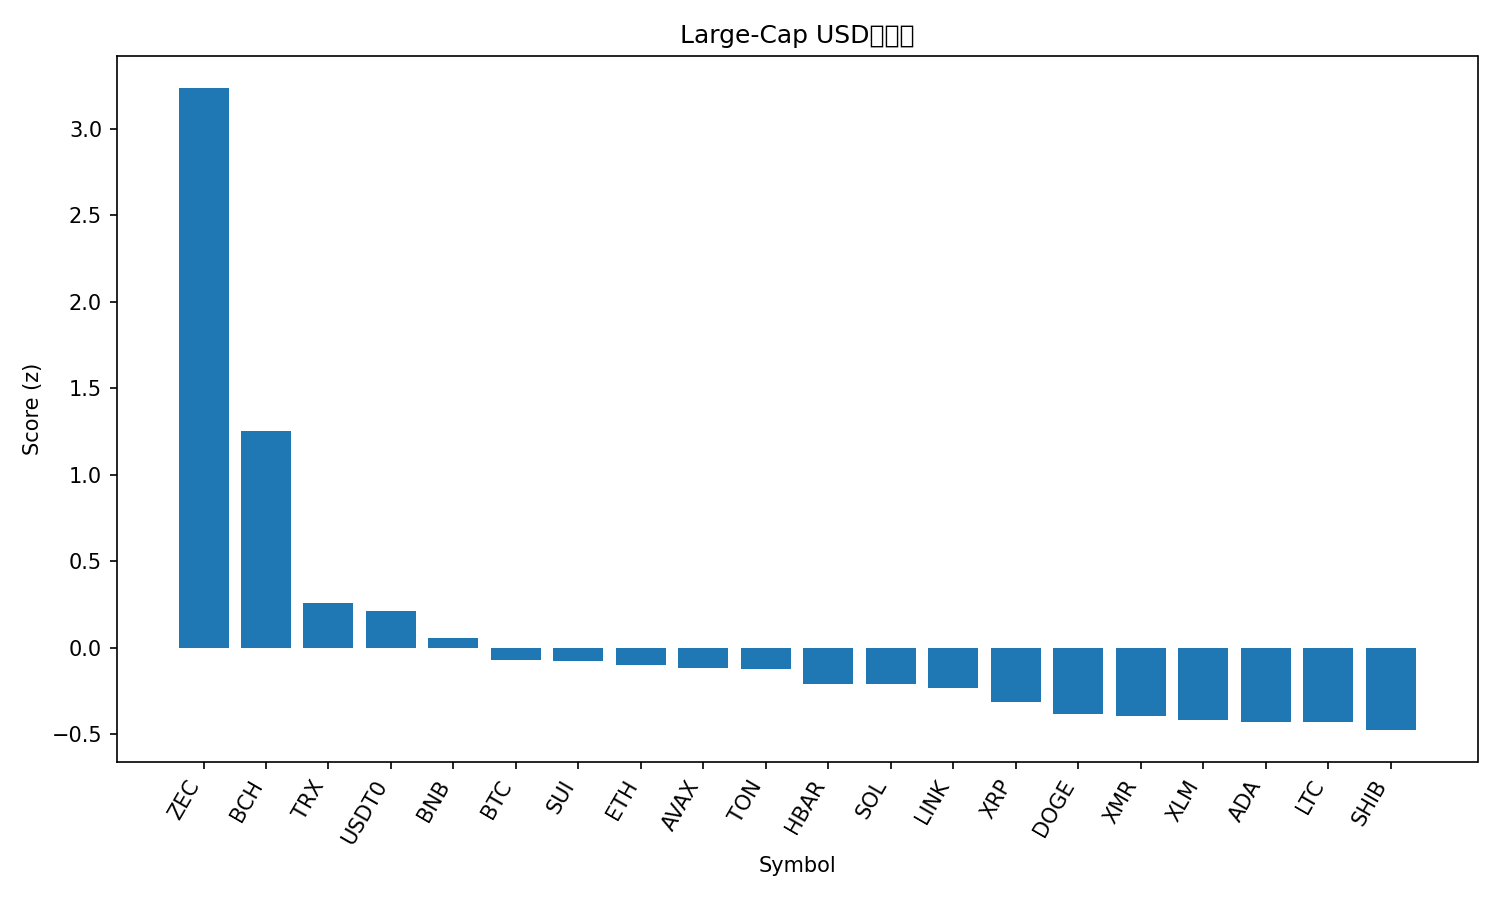 Large-Cap USD
3.0
2.5
2.0
1.5
1.0
0.5
0.0
−0.5
Score (z)
ZEC
BCH
TRX
USDT0
BNB
BTC
SUI
ETH
AVAX
TON
HBAR
SOL
LINK
XRP
DOGE
XMR
XLM
ADA
LTC
SHIB
Symbol